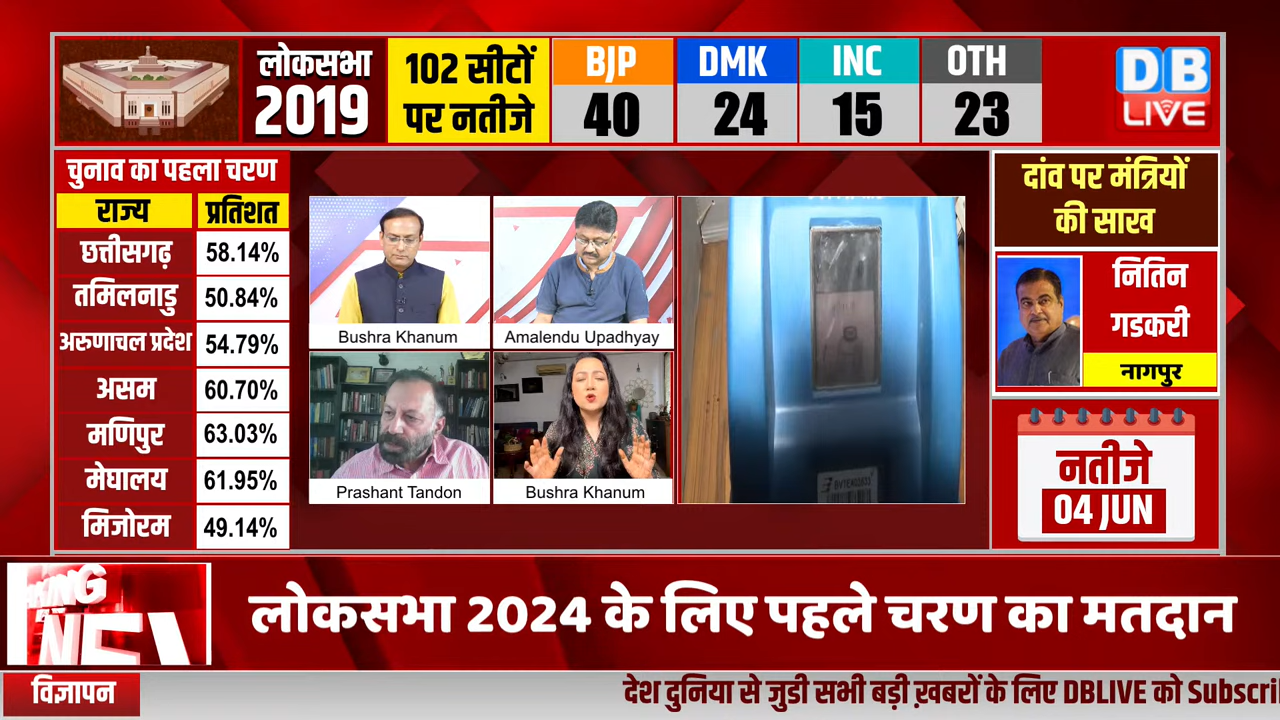 लोकसभा
2019
102 सीटों
पर नतीजे
BJP
40
DMK
24
INC
15
OTH
23
DB
LIVE
चुनाव का पहला चरण
राज्य प्रतिशत
छत्तीसगढ़ 58.14%
तमिलनाडु 50.84%
अरुणाचल प्रदेश 54.79%
असम 60.70%
मणिपुर 63.03%
मेघालय 61.95%
मिजोरम 49.14%
Bushra Khanum
Amalendu Upadhyay
Prashant Tandon
Bushra Khanum
दांव पर मंत्रियों
की साख
नितिन
गडकरी
नागपुर
नतीजे
04 JUN
लोकसभा 2024 के लिए पहले चरण का मतदान
विज्ञापन
देश दुनिया से जुडी सभी बड़ी ख़बरों के लिए DBLIVE को Subscri